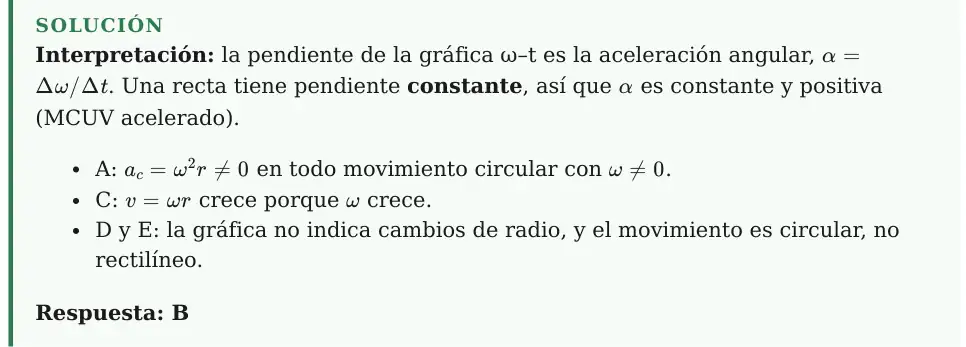 SOLUCIÓN
Interpretación: la pendiente de la gráfica ω–t es la aceleración angular, α =
Δω/Δt. Una recta tiene pendiente constante, así que α es constante y positiva
(MCUV acelerado).
• A: a_c = ω²r ≠ 0 en todo movimiento circular con ω ≠ 0.
• C: v = ωr crece porque ω crece.
• D y E: la gráfica no indica cambios de radio, y el movimiento es circular, no
rectilíneo.
Respuesta: B